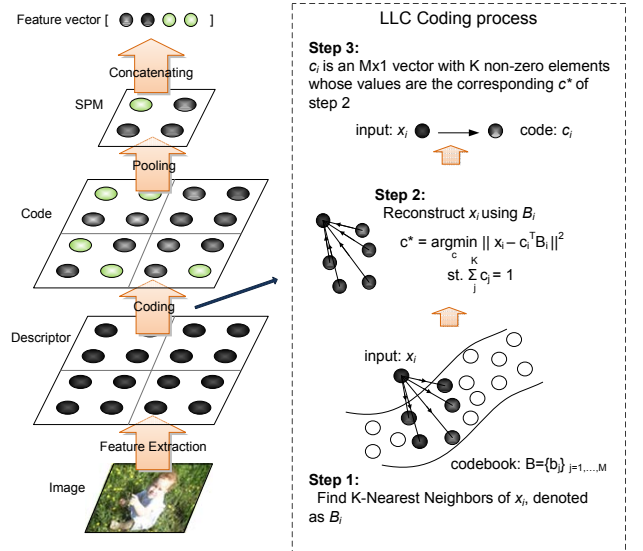 Feature vector [ ]
Concatenating
SPM
Pooling
Code
Coding
Descriptor
Feature Extraction
Image
LLC Coding process
Step 3:
cᵢ is an Mx1 vector with K non-zero elements
whose values are the corresponding c* of
step 2
input: xᵢ code: cᵢ
Step 2:
Reconstruct xᵢ using Bᵢ
c* = argmin || xᵢ – cᵢᵀBᵢ ||²
c
K
st. Σ cⱼ = 1
j
input: xᵢ
codebook: B={bⱼ} j=1,...,M
Step 1:
Find K-Nearest Neighbors of xᵢ, denoted
as Bᵢ